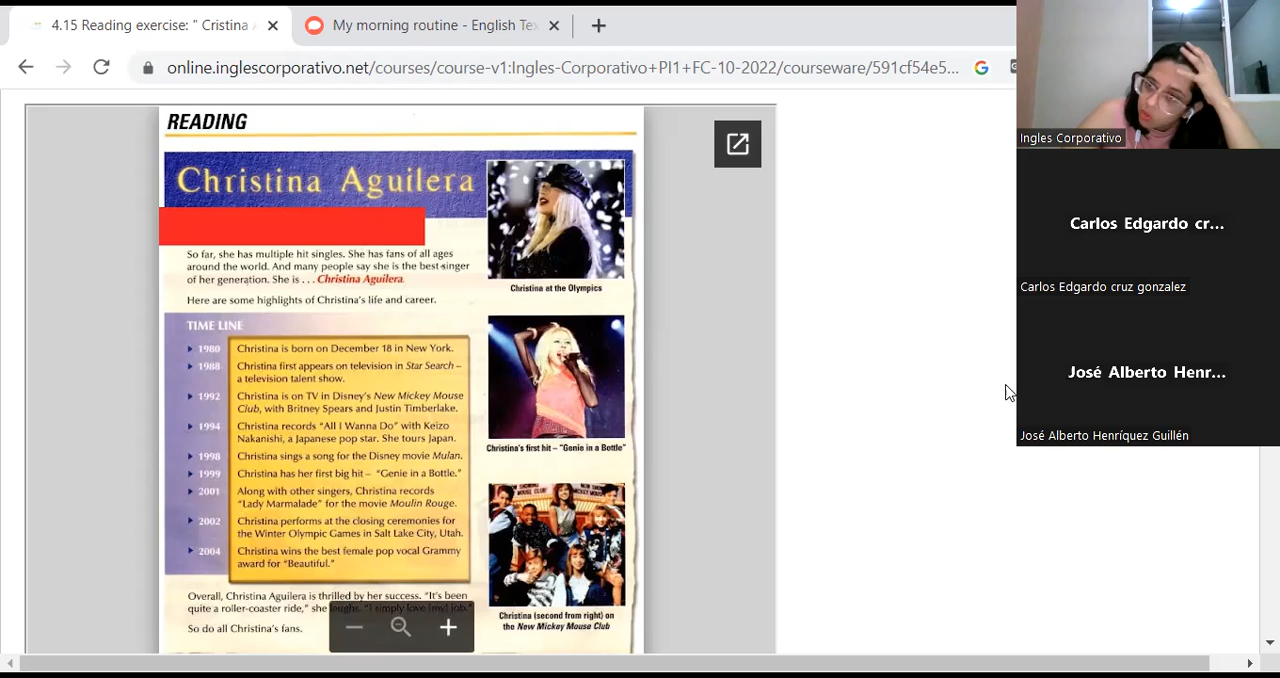 4.15 Reading exercise: " Cristina A
My morning routine - English Tex
online.inglescorporativo.net/courses/course-v1:Ingles-Corporativo+PI1+FC-10-2022/courseware/591cf54e5...
READING
Christina Aguilera
So far, she has multiple hit singles. She has fans of all ages
around the world. And many people say she is the best singer
of her generation. She is . . . Christina Aguilera.
Here are some highlights of Christina's life and career.
Christina at the Olympics
TIME LINE
1980 Christina is born on December 18 in New York.
1988 Christina first appears on television in Star Search –
a television talent show.
1992 Christina is on TV in Disney's New Mickey Mouse
Club, with Britney Spears and Justin Timberlake.
1994 Christina records "All I Wanna Do" with Keizo
Nakanishi, a Japanese pop star. She tours Japan.
1998 Christina sings a song for the Disney movie Mulan.
1999 Christina has her first big hit – "Genie in a Bottle."
2001 Along with other singers, Christina records
"Lady Marmalade" for the movie Moulin Rouge.
2002 Christina performs at the closing ceremonies for
the Winter Olympic Games in Salt Lake City, Utah.
2004 Christina wins the best female pop vocal Grammy
award for "Beautiful."
Christina's first hit – "Genie in a Bottle"
Overall, Christina Aguilera is thrilled by her success. "It's been
quite a roller-coaster ride," she laughs. "I simply love [my] job."
So do all Christina's fans.
Christina (second from right) on
the New Mickey Mouse Club
Ingles Corporativo
Carlos Edgardo cr...
Carlos Edgardo cruz gonzalez
José Alberto Henr...
José Alberto Henríquez Guillén